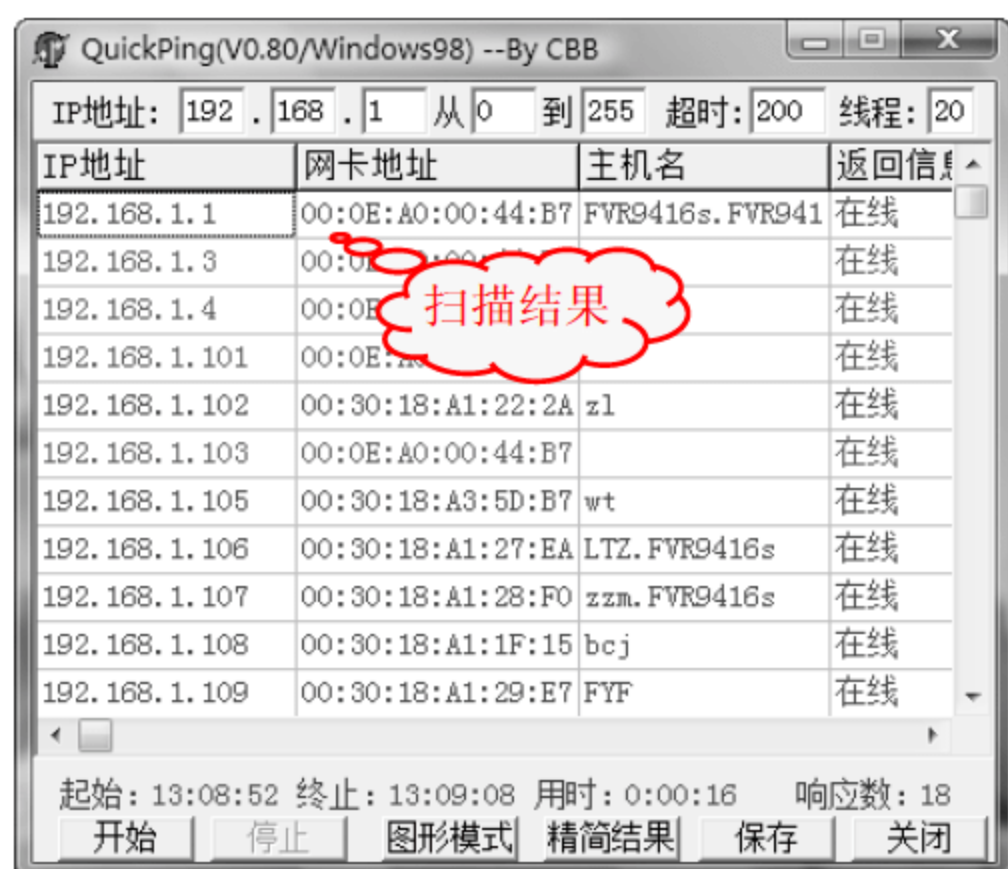 QuickPing(V0.80/Windows98) --By CBB
IP地址: 192 . 168 . 1 从 0 到 255 超时: 200 线程: 20
IP地址 网卡地址 主机名 返回信息
192.168.1.1 00:0E:A0:00:44:B7 FVR9416s.FVR941 在线
192.168.1.3 在线
192.168.1.4 在线
扫描结果
192.168.1.101 在线
192.168.1.102 00:30:18:A1:22:2A zl 在线
192.168.1.103 00:0E:A0:00:44:B7 在线
192.168.1.105 00:30:18:A3:5D:B7 wt 在线
192.168.1.106 00:30:18:A1:27:EA LTZ.FVR9416s 在线
192.168.1.107 00:30:18:A1:28:F0 zzm.FVR9416s 在线
192.168.1.108 00:30:18:A1:1F:15 bcj 在线
192.168.1.109 00:30:18:A1:29:E7 FYF 在线
起始: 13:08:52 终止: 13:09:08 用时: 0:00:16 响应数: 18
开始 停止 图形模式 精简结果 保存 关闭